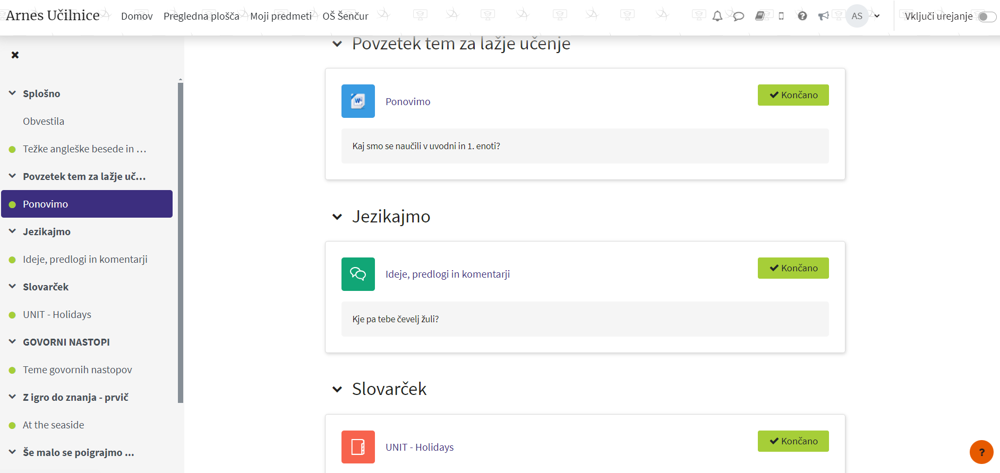 Arnes Učilnice
Domov
Pregledna plošča
Moji predmeti
OŠ Šenčur
AS
Vključi urejanje
Splošno
Obvestila
Težke angleške besede in ...
Povzetek tem za lažje uč...
Ponovimo
Jezikajmo
Ideje, predlogi in komentarji
Slovarček
UNIT - Holidays
GOVORNI NASTOPI
Teme govornih nastopov
Z igro do znanja - prvič
At the seaside
Še malo se poigrajmo ...
Povzetek tem za lažje učenje
Ponovimo
Končano
Kaj smo se naučili v uvodni in 1. enoti?
Jezikajmo
Ideje, predlogi in komentarji
Končano
Kje pa tebe čevelj žuli?
Slovarček
UNIT - Holidays
Končano
?